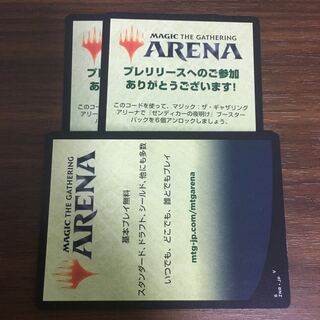 MAGIC THE GATHERING
ARENA
プレリリースへのご参加
ありがとうございます!
このコードを使って、マジック:ザ・ギャザリング
アリーナで『ゼンディカーの夜明け』ブースター
パックを6個アンロックしましょう。
MAGIC THE GATHERING
ARENA
基本プレイ無料
スタンダード、ドラフト、シールド、他にも多数
いつでも、どこでも、誰とでもプレイ
mtg-jp.com/mtgarena
ZNR • JP